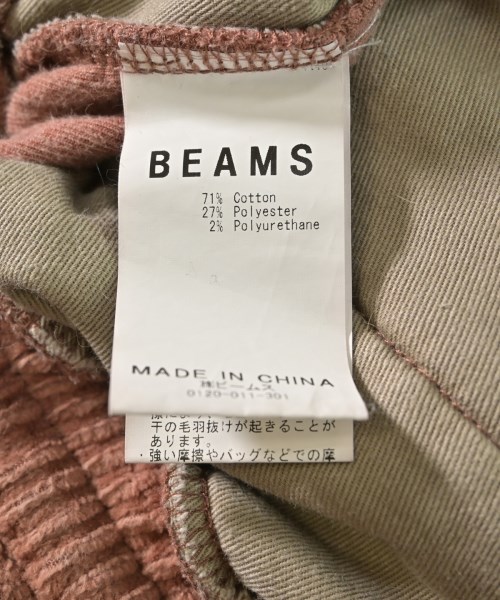 BEAMS
71% Cotton
27% Polyester
2% Polyurethane
MADE IN CHINA
㈱ビームス
0120-011-301
干の毛羽抜けが起きることが
あります。
・強い摩擦やバッグなどでの摩